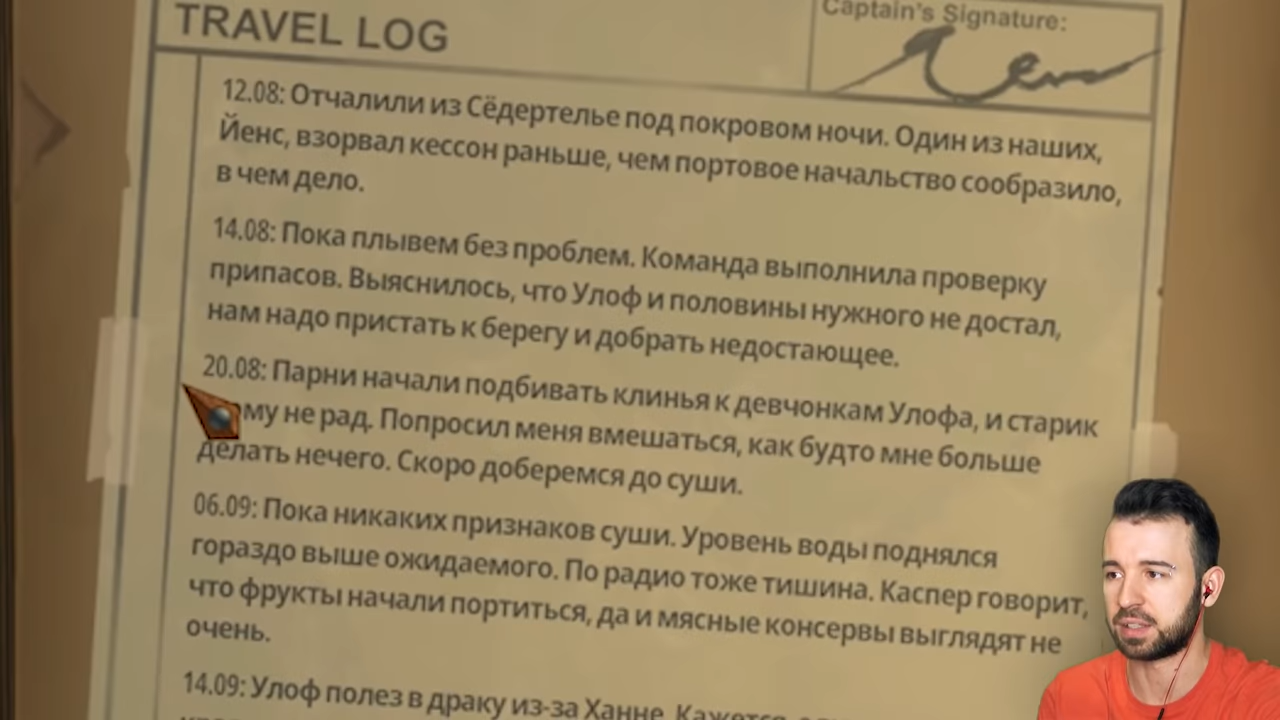 TRAVEL LOG
Captain's Signature:
12.08: Отчалили из Сёдертелье под покровом ночи. Один из наших,
Йенс, взорвал кессон раньше, чем портовое начальство сообразило,
в чем дело.
14.08: Пока плывем без проблем. Команда выполнила проверку
припасов. Выяснилось, что Улоф и половины нужного не достал,
нам надо пристать к берегу и добрать недостающее.
20.08: Парни начали подбивать клинья к девчонкам Улофа, и старик
не рад. Попросил меня вмешаться, как будто мне больше
делать нечего. Скоро доберемся до суши.
06.09: Пока никаких признаков суши. Уровень воды поднялся
гораздо выше ожидаемого. По радио тоже тишина. Каспер говорит,
что фрукты начали портиться, да и мясные консервы выглядят не
очень.
14.09: Улоф полез в драку из-за Ханне. Кажется,